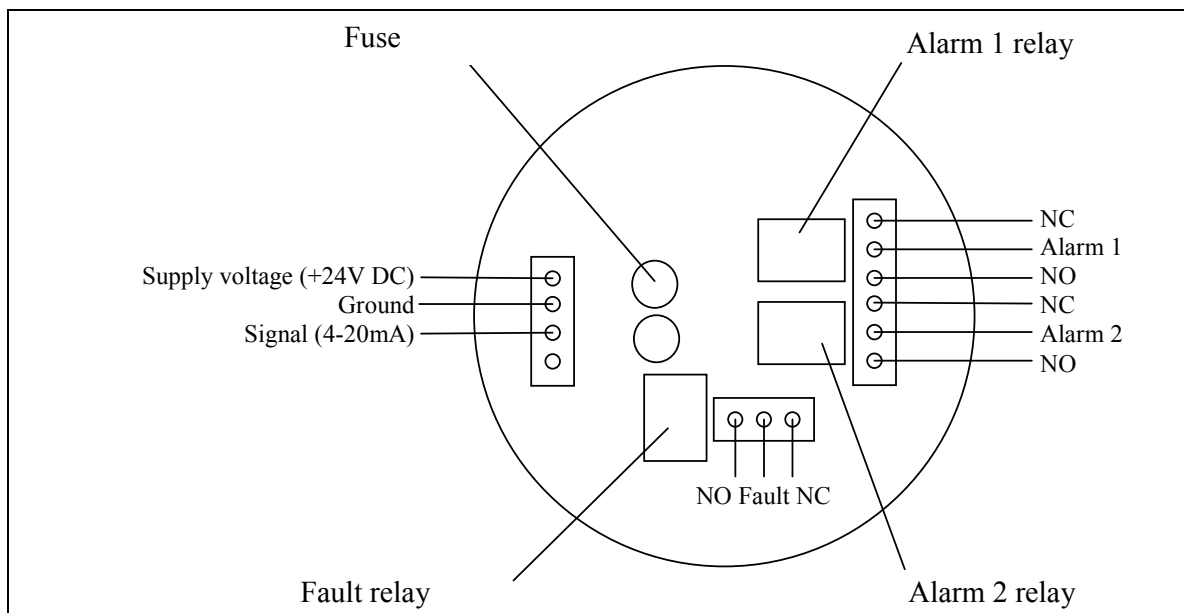 Fuse
Alarm 1 relay
Supply voltage (+24V DC)
Ground
Signal (4-20mA)
NC
Alarm 1
NO
NC
Alarm 2
NO
NO Fault NC
Fault relay
Alarm 2 relay